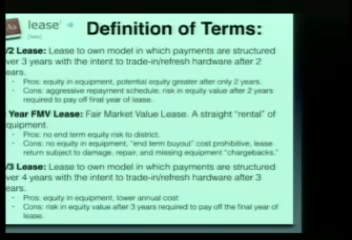 lease
Definition of Terms:
/2 Lease: Lease to own model in which payments are structured
ver 3 years with the intent to trade-in/refresh hardware after 2
ears.
- Pros: equity in equipment, potential equity greater after only 2 years.
- Cons: aggressive repayment schedule, risk in equity value after 2 years
required to pay off final year of lease.
Year FMV Lease: Fair Market Value Lease. A straight "rental" of
quipment.
- Pros: no end term equity risk to district.
- Cons: no equity in equipment, "end term buyout" cost prohibitive, lease
return subject to damage, repair, and missing equipment "chargebacks."
/3 Lease: Lease to own model in which payments are structured
ver 4 years with the intent to trade-in/refresh hardware after 3
ears.
- Pros: equity in equipment, lower annual cost
- Cons: risk in equity value after 3 years required to pay off the final year of
lease.